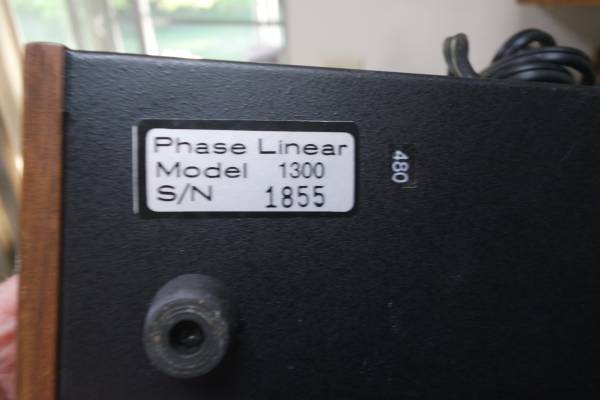 Phase Linear
Model 1300
S/N 1855
480